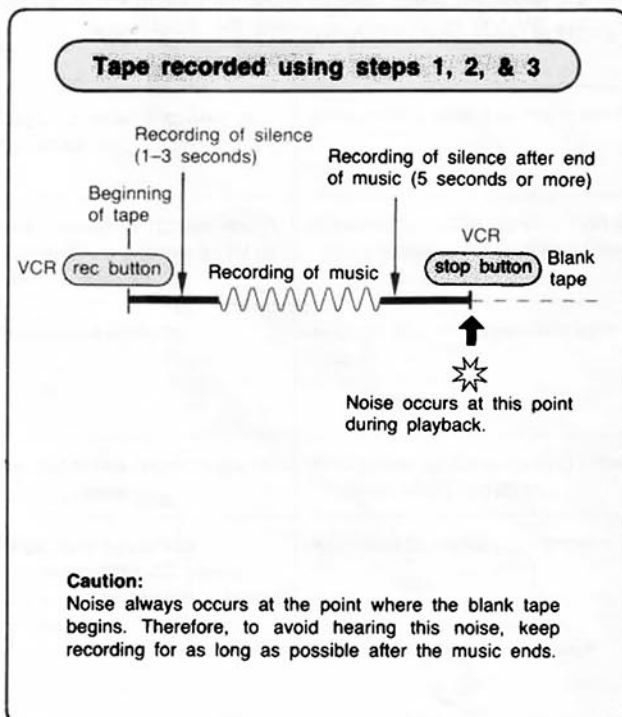 Tape recorded using steps 1, 2, & 3
Recording of silence
(1–3 seconds)
Recording of silence after end
of music (5 seconds or more)
Beginning
of tape
VCR
VCR rec button
Recording of music
stop button
Blank
tape
Noise occurs at this point
during playback.
Caution:
Noise always occurs at the point where the blank tape
begins. Therefore, to avoid hearing this noise, keep
recording for as long as possible after the music ends.